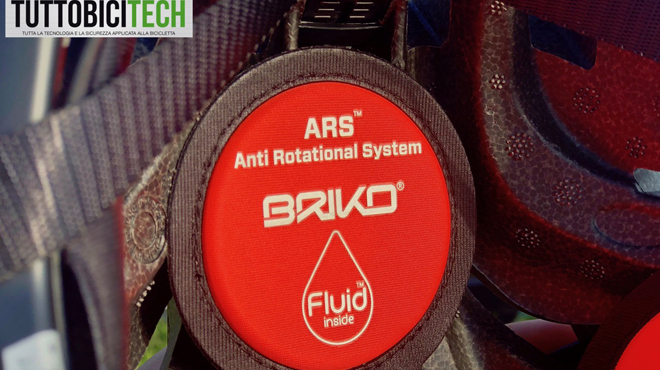 TUTTOBICITECH
TUTTA LA TECNOLOGIA E LA SICUREZZA APPLICATA ALLA BICICLETTA
ARS™
Anti Rotational System
BRIKO®
Fluid™
inside